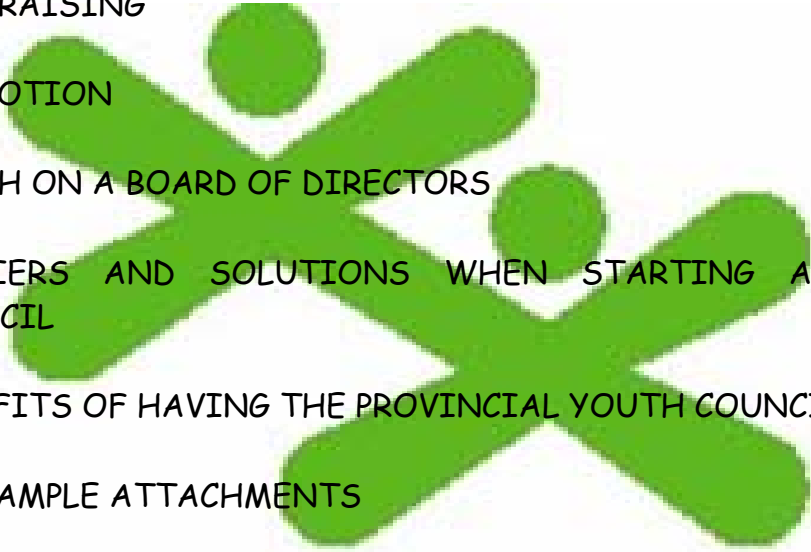 RAISING
OTION
H ON A BOARD OF DIRECTORS
IERS AND SOLUTIONS WHEN STARTING A
CIL
FITS OF HAVING THE PROVINCIAL YOUTH COUNCI
AMPLE ATTACHMENTS